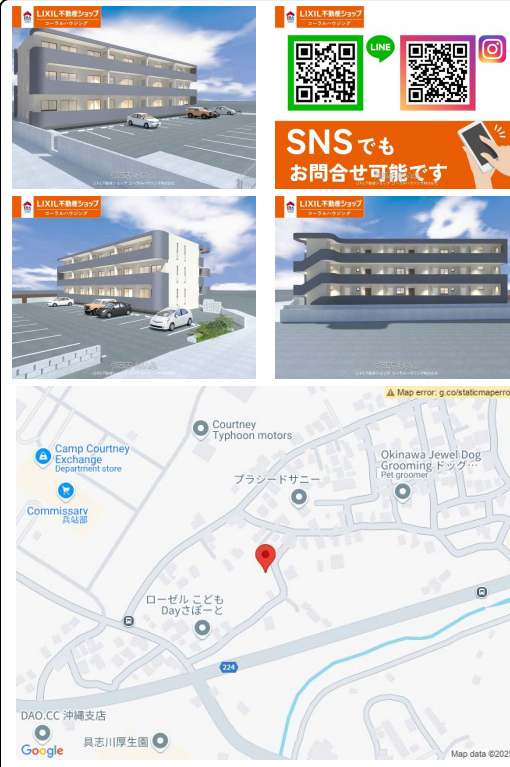 LIXIL不動産ショップ
コーラルハウジング
LIXIL不動産ショップ
コーラルハウジング
LINE
SNSでも
お問合せ可能です
LIXIL不動産ショップ
コーラルハウジング
LIXIL不動産ショップ
コーラルハウジング
Map error: g.co/staticmaperro
Courtney
Typhoon motors
Camp Courtney
Exchange
Department store
Okinawa Jewel Dog
Grooming ドッグ…
Pet groomer
プラシードサニー
Commissary
兵站部
ローゼル こども
Dayさぽーと
224
DAO.CC 沖縄支店
具志川厚生園
Google
Map data ©2025